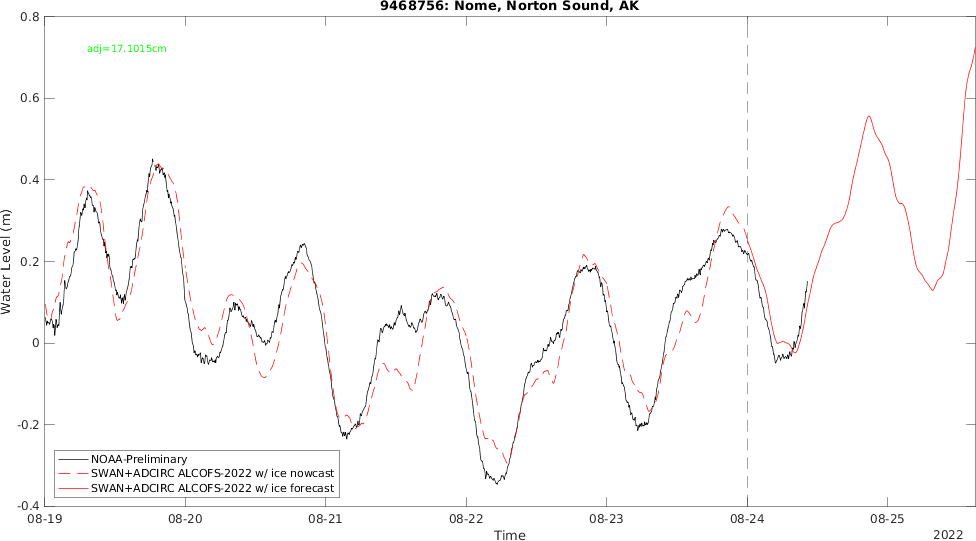 9468756: Nome, Norton Sound, AK
adj=17.1015cm
Water Level (m)
0.8
0.6
0.4
0.2
0
-0.2
-0.4
NOAA-Preliminary
SWAN+ADCIRC ALCOFS-2022 w/ ice nowcast
SWAN+ADCIRC ALCOFS-2022 w/ ice forecast
08-19 08-20 08-21 08-22 08-23 08-24 08-25
Time
2022